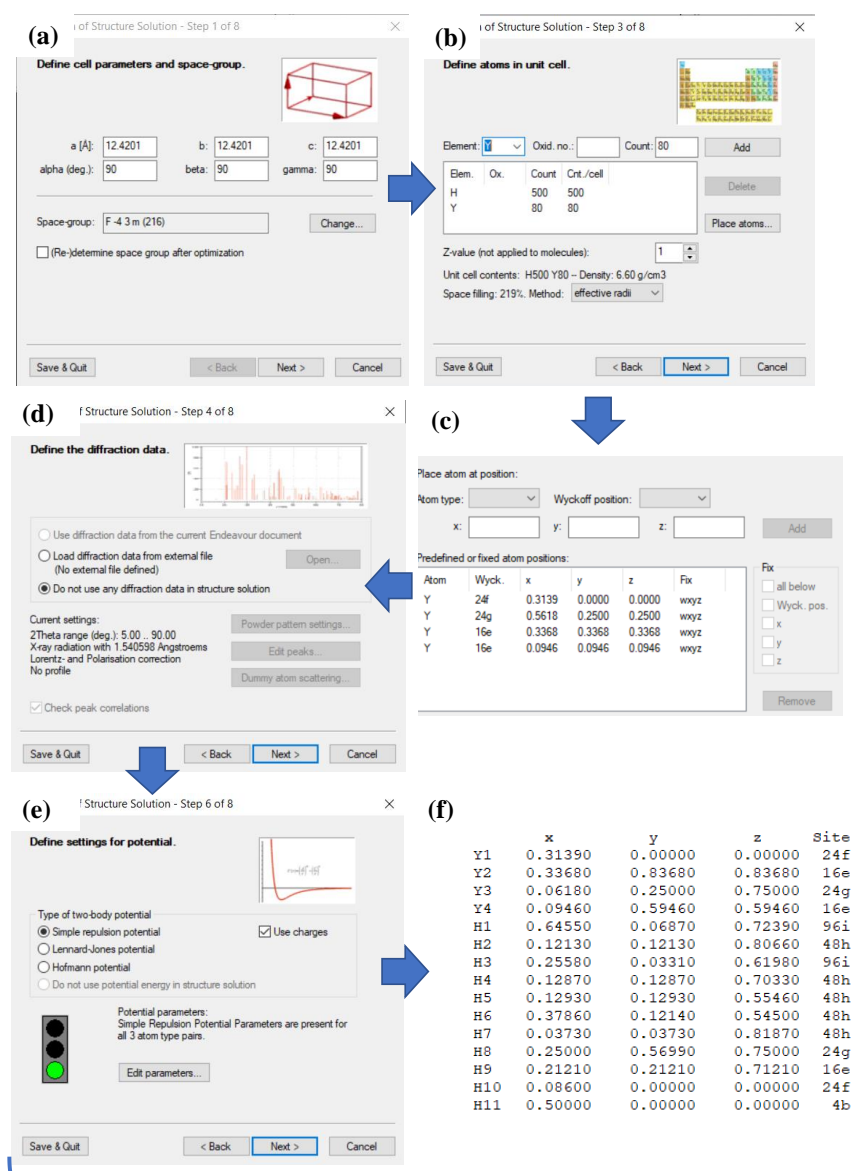 (a)
n of Structure Solution - Step 1 of 8
Define cell parameters and space-group.
a [Å]: 12.4201 b: 12.4201 c: 12.4201
alpha (deg.): 90 beta: 90 gamma: 90
Space-group: F -4 3 m (216) Change...
(Re-)determine space group after optimization
Save & Quit < Back Next > Cancel
(b)
of Structure Solution - Step 3 of 8
Define atoms in unit cell.
Element: Y Oxid. no.: Count: 80 Add
Elem. Ox. Count Cnt./cell
H 500 500
Y 80 80
Delete
Place atoms...
Z-value (not applied to molecules): 1
Unit cell contents: H500 Y80 -- Density: 6.60 g/cm3
Space filling: 219%. Method: effective radii
Save & Quit < Back Next > Cancel
(c)
Place atom at position:
Atom type: Wyckoff position:
x: y: z: Add
Predefined or fixed atom positions:
Atom Wyck. x y z Fix
Y 24f 0.3139 0.0000 0.0000 wxyz
Y 24g 0.5618 0.2500 0.2500 wxyz
Y 16e 0.3368 0.3368 0.3368 wxyz
Y 16e 0.0946 0.0946 0.0946 wxyz
Fix
all below
Wyck. pos.
x
y
z
Remove
(d)
f Structure Solution - Step 4 of 8
Define the diffraction data.
Use diffraction data from the current Endeavour document
Load diffraction data from external file
(No external file defined)
Open...
Do not use any diffraction data in structure solution
Current settings:
2Theta range (deg.): 5.00 .. 90.00
X-ray radiation with 1.540598 Angstroems
Lorentz- and Polarisation correction
No profile
Powder pattern settings...
Edit peaks...
Dummy atom scattering...
Check peak correlations
Save & Quit < Back Next > Cancel
(e)
f Structure Solution - Step 6 of 8
Define settings for potential.
Type of two-body potential
Simple repulsion potential Use charges
Lennard-Jones potential
Hofmann potential
Do not use potential energy in structure solution
Potential parameters:
Simple Repulsion Potential Parameters are present for
all 3 atom type pairs.
Edit parameters...
Save & Quit < Back Next > Cancel
(f)
x y z Site
Y1 0.31390 0.00000 0.00000 24f
Y2 0.33680 0.83680 0.83680 16e
Y3 0.06180 0.25000 0.75000 24g
Y4 0.09460 0.59460 0.59460 16e
H1 0.64550 0.06870 0.72390 96i
H2 0.12130 0.12130 0.80660 48h
H3 0.25580 0.03310 0.61980 96i
H4 0.12870 0.12870 0.70330 48h
H5 0.12930 0.12930 0.55460 48h
H6 0.37860 0.12140 0.54500 48h
H7 0.03730 0.03730 0.81870 48h
H8 0.25000 0.56990 0.75000 24g
H9 0.21210 0.21210 0.71210 16e
H10 0.08600 0.00000 0.00000 24f
H11 0.50000 0.00000 0.00000 4b